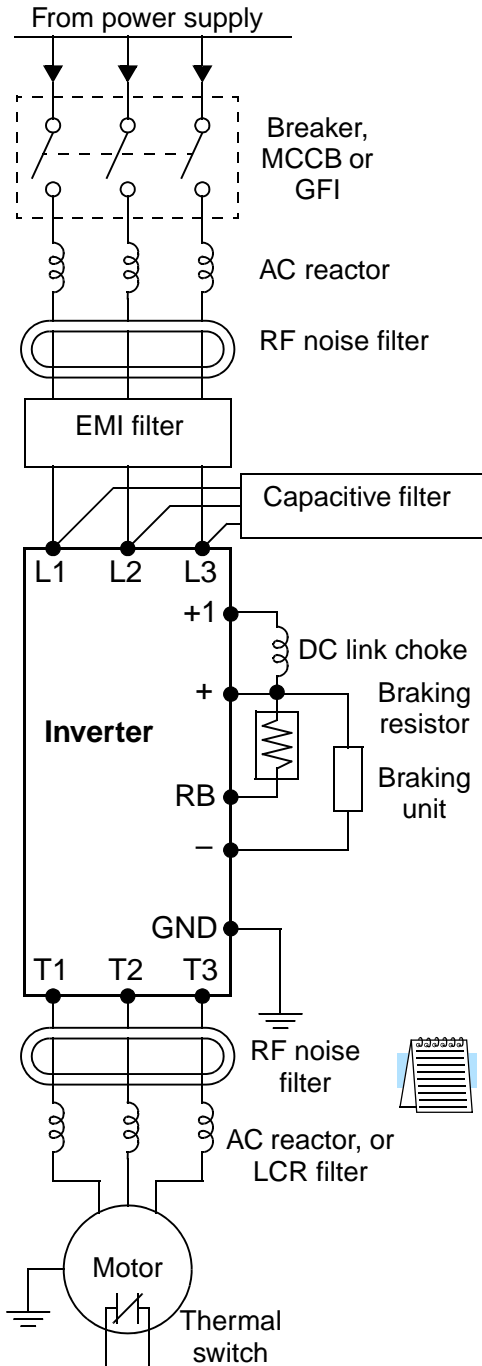 From power supply
Breaker,
MCCB or
GFI
AC reactor
RF noise filter
EMI filter
Capacitive filter
L1 L2 L3
+1
DC link choke
+
Braking
resistor
Inverter
RB
Braking
unit
–
GND
T1 T2 T3
RF noise
filter
AC reactor, or
LCR filter
Motor
Thermal
switch